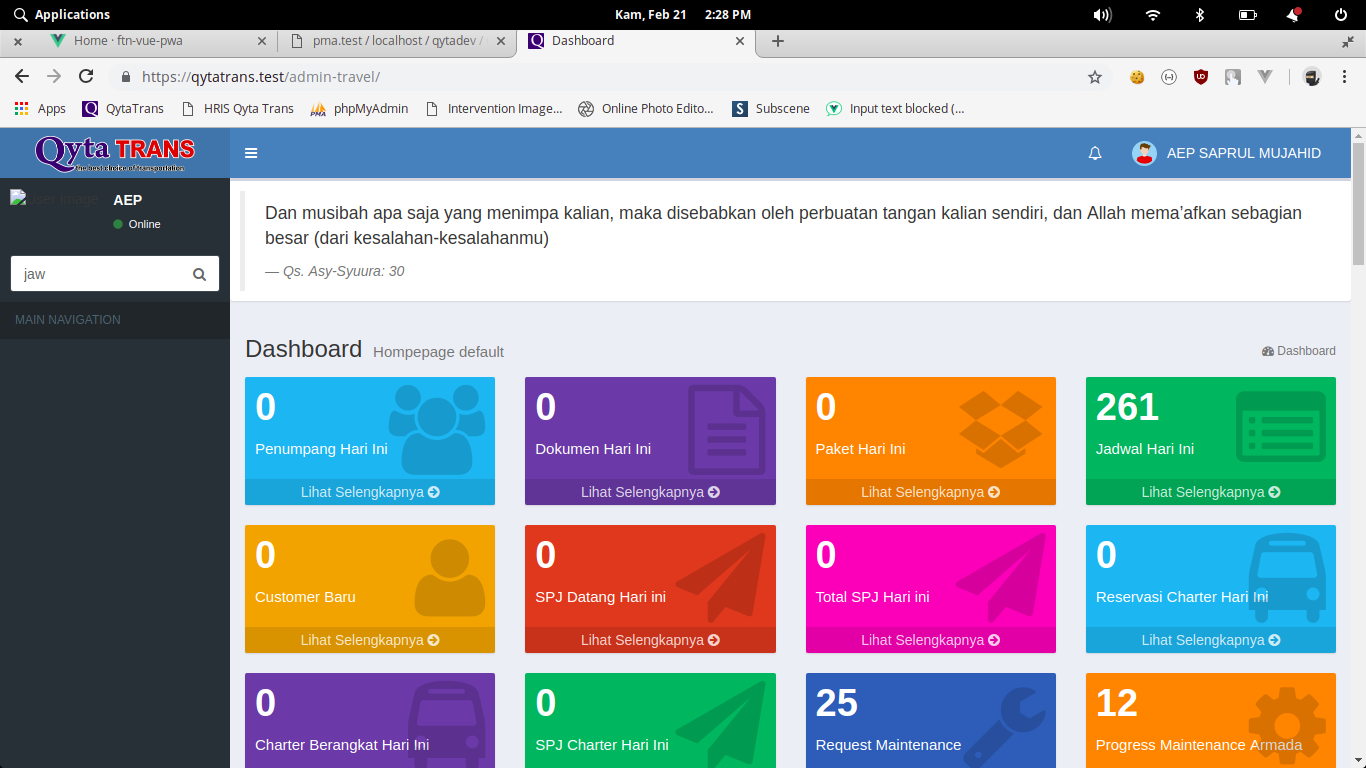 Applications
Kam, Feb 21 2:28 PM
Home · ftn-vue-pwa
pma.test / localhost / qytadev /
Dashboard
https://qytatrans.test/admin-travel/
Apps
QytaTrans
HRIS Qyta Trans
phpMyAdmin
Intervention Image...
Online Photo Edito...
Subscene
Input text blocked (...
Qyta TRANS
the best choice of transportation
AEP SAPRUL MUJAHID
User Image
AEP
Online
jaw
MAIN NAVIGATION
Dan musibah apa saja yang menimpa kalian, maka disebabkan oleh perbuatan tangan kalian sendiri, dan Allah mema’afkan sebagian
besar (dari kesalahan-kesalahanmu)
— Qs. Asy-Syuura: 30
Dashboard Hompepage default
Dashboard
0
Penumpang Hari Ini
Lihat Selengkapnya
0
Dokumen Hari Ini
Lihat Selengkapnya
0
Paket Hari Ini
Lihat Selengkapnya
261
Jadwal Hari Ini
Lihat Selengkapnya
0
Customer Baru
Lihat Selengkapnya
0
SPJ Datang Hari ini
Lihat Selengkapnya
0
Total SPJ Hari ini
Lihat Selengkapnya
0
Reservasi Charter Hari Ini
Lihat Selengkapnya
0
Charter Berangkat Hari Ini
0
SPJ Charter Hari Ini
25
Request Maintenance
12
Progress Maintenance Armada